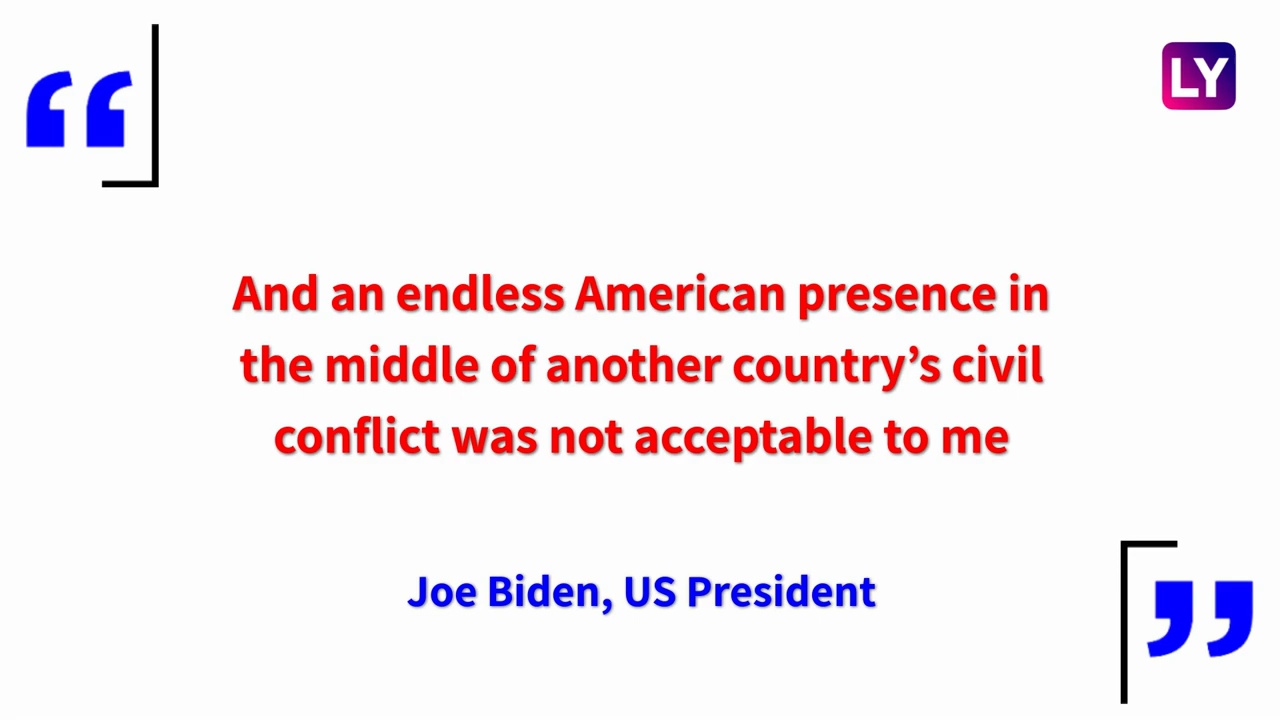 “
LY
And an endless American presence in
the middle of another country’s civil
conflict was not acceptable to me
Joe Biden, US President
”